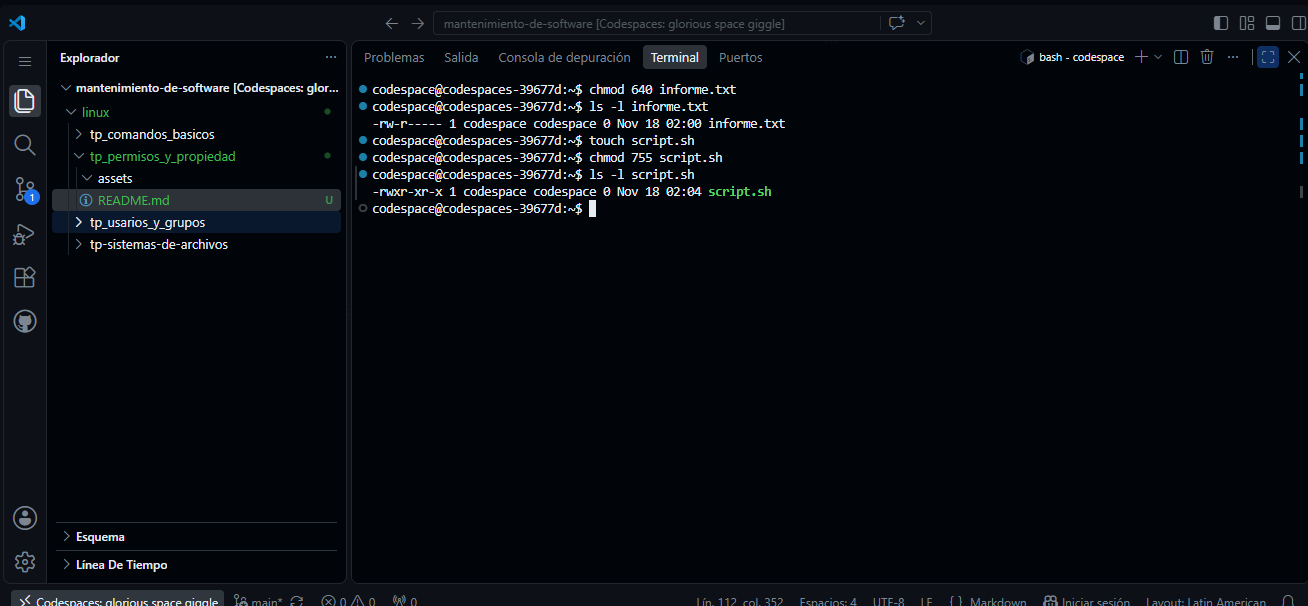 mantenimiento-de-software [Codespaces: glorious space giggle]
Explorador
mantenimiento-de-software [Codespaces: glor...
linux
tp_comandos_basicos
tp_permisos_y_propiedad
assets
README.md U
tp_usarios_y_grupos
tp-sistemas-de-archivos
1
Esquema
Línea De Tiempo
Problemas Salida Consola de depuración Terminal Puertos
bash - codespace
codespace@codespaces-39677d:~$ chmod 640 informe.txt
codespace@codespaces-39677d:~$ ls -l informe.txt
-rw-r----- 1 codespace codespace 0 Nov 18 02:00 informe.txt
codespace@codespaces-39677d:~$ touch script.sh
codespace@codespaces-39677d:~$ chmod 755 script.sh
codespace@codespaces-39677d:~$ ls -l script.sh
-rwxr-xr-x 1 codespace codespace 0 Nov 18 02:04 script.sh
codespace@codespaces-39677d:~$
Codespaces: glorious space giggle main* 0 0 0 Lín. 112, col. 352 Espacios: 4 UTF-8 LF {} Markdown Iniciar sesión Layout: Latin American